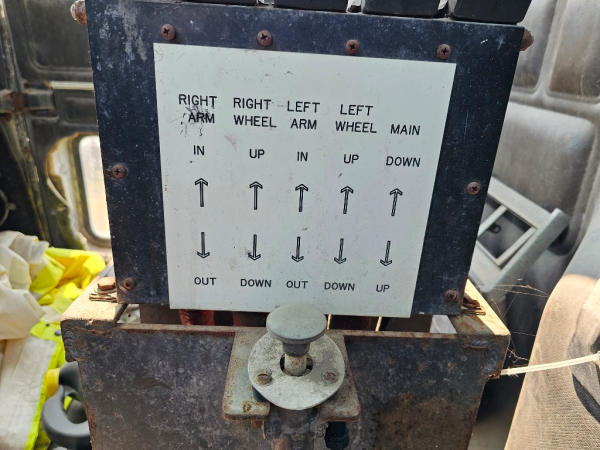 RIGHT ARM RIGHT WHEEL LEFT ARM LEFT WHEEL MAIN
IN UP IN UP DOWN
OUT DOWN OUT DOWN UP